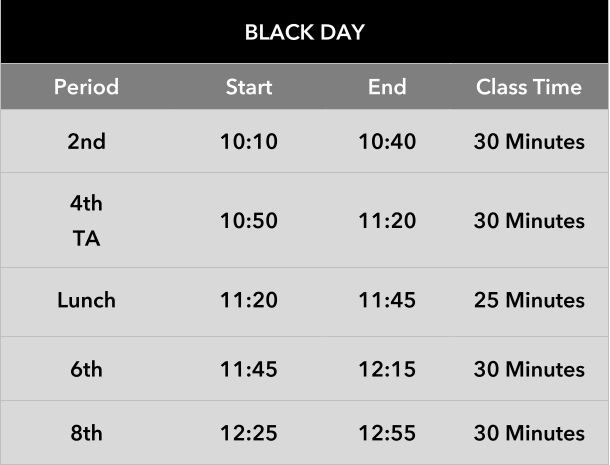 BLACK DAY
Period Start End Class Time
2nd 10:10 10:40 30 Minutes
4th
TA 10:50 11:20 30 Minutes
Lunch 11:20 11:45 25 Minutes
6th 11:45 12:15 30 Minutes
8th 12:25 12:55 30 Minutes